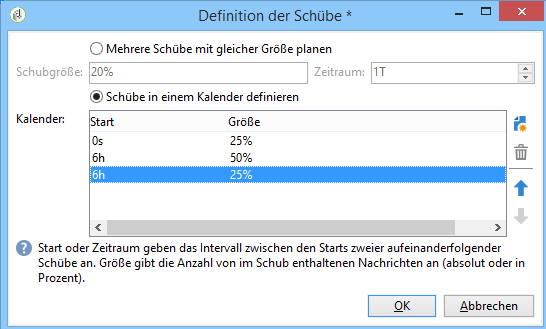 Definition der Schübe *
Mehrere Schübe mit gleicher Größe planen
Schubgröße: 20% Zeitraum: 1T
Schübe in einem Kalender definieren
Kalender: Start Größe
0s 25%
6h 50%
6h 25%
Start oder Zeitraum geben das Intervall zwischen den Starts zweier aufeinanderfolgender
Schübe an. Größe gibt die Anzahl von im Schub enthaltenen Nachrichten an (absolut oder in
Prozent).
OK Abbrechen